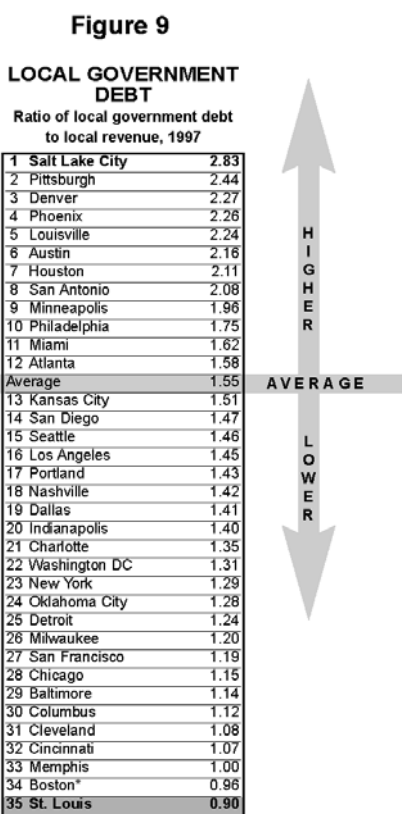 Figure 9
LOCAL GOVERNMENT
DEBT
Ratio of local government debt
to local revenue, 1997
1 Salt Lake City 2.83
2 Pittsburgh 2.44
3 Denver 2.27
4 Phoenix 2.26
5 Louisville 2.24
6 Austin 2.16
7 Houston 2.11
8 San Antonio 2.08
9 Minneapolis 1.96
10 Philadelphia 1.75
11 Miami 1.62
12 Atlanta 1.58
Average 1.55
13 Kansas City 1.51
14 San Diego 1.47
15 Seattle 1.46
16 Los Angeles 1.45
17 Portland 1.43
18 Nashville 1.42
19 Dallas 1.41
20 Indianapolis 1.40
21 Charlotte 1.35
22 Washington DC 1.31
23 New York 1.29
24 Oklahoma City 1.28
25 Detroit 1.24
26 Milwaukee 1.20
27 San Francisco 1.19
28 Chicago 1.15
29 Baltimore 1.14
30 Columbus 1.12
31 Cleveland 1.08
32 Cincinnati 1.07
33 Memphis 1.00
34 Boston* 0.96
35 St. Louis 0.90
HIGHER
AVERAGE
LOWER